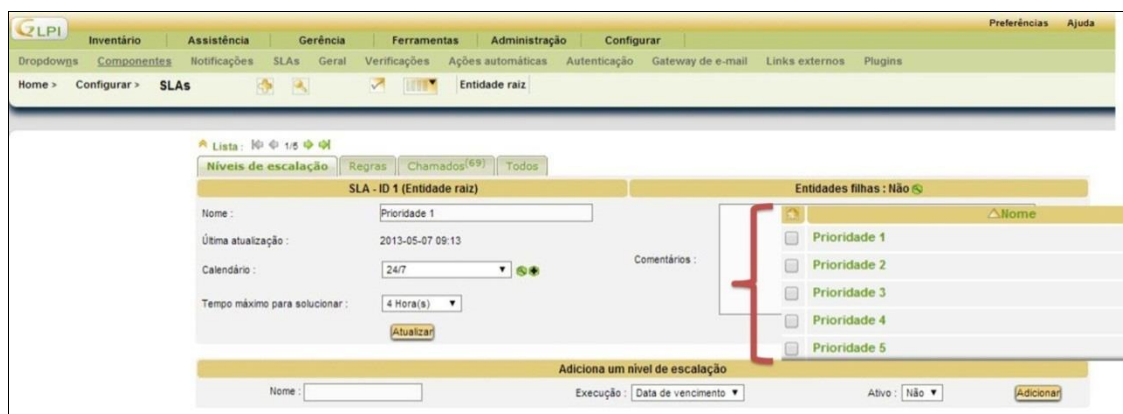 GLPI
Preferências Ajuda
Inventário Assistência Gerência Ferramentas Administração Configurar
Dropdowns Componentes Notificações SLAs Geral Verificações Ações automáticas Autenticação Gateway de e-mail Links externos Plugins
Home > Configurar > SLAs Entidade raiz
Lista : 1/5
Níveis de escalação Regras Chamados(69) Todos
SLA - ID 1 (Entidade raiz) Entidades filhas : Não
Nome : Prioridade 1
Última atualização : 2013-05-07 09:13
Calendário : 24/7
Tempo máximo para solucionar : 4 Hora(s)
Atualizar
Comentários :
Nome
Prioridade 1
Prioridade 2
Prioridade 3
Prioridade 4
Prioridade 5
Adiciona um nível de escalação
Nome : Execução : Data de vencimento Ativo : Não Adicionar